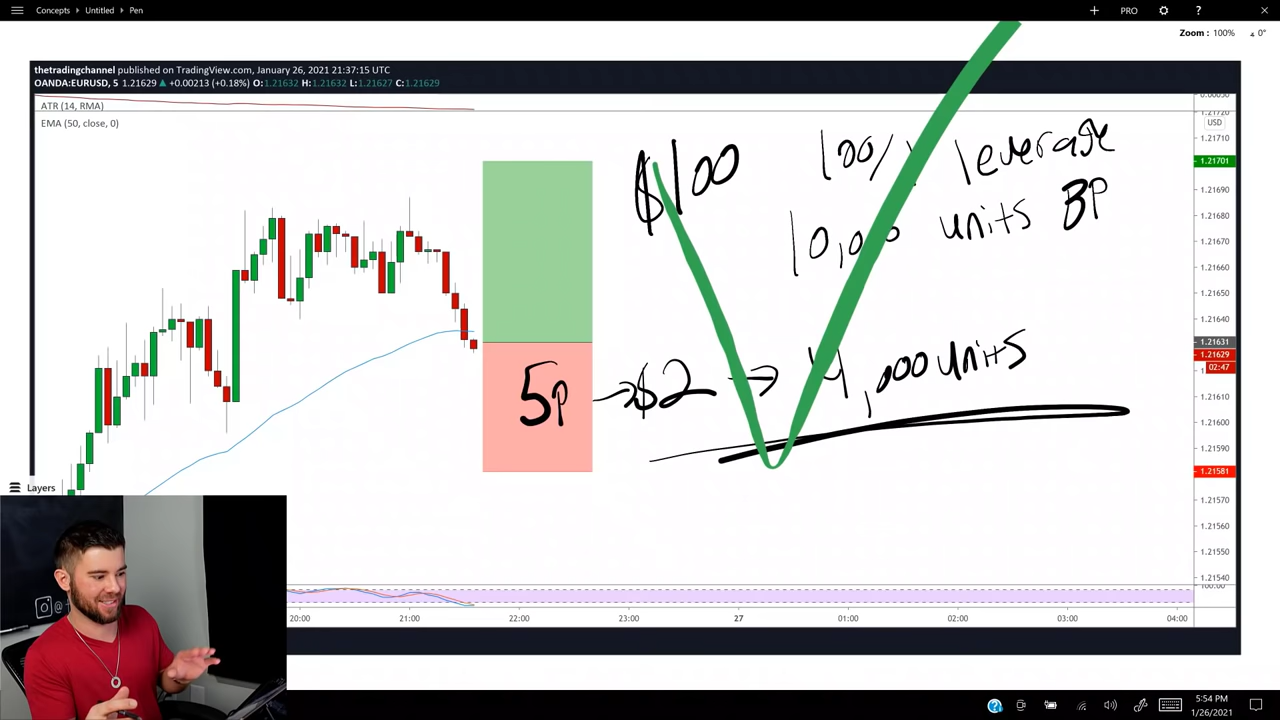 Concepts › Untitled › Pen
PRO
?
Zoom : 100%
0°
thetradingchannel published on TradingView.com, January 26, 2021 21:37:15 UTC
OANDA:EURUSD, 5 1.21629 ▲ +0.00213 (+0.18%) O:1.21632 H:1.21632 L:1.21627 C:1.21629
ATR (14, RMA)
EMA (50, close, 0)
USD
1.21710
1.21701
1.21690
1.21680
1.21670
1.21660
1.21650
1.21640
1.21631
1.21629
02:47
1.21610
1.21600
1.21590
1.21581
1.21570
1.21560
1.21550
1.21540
100.00
$100
100/1 leverage
10,000 units BP
5p → $2 → 4,000 units
Layers
20:00 21:00 22:00 23:00 27 01:00 02:00 03:00 04:00
5:54 PM
1/26/2021